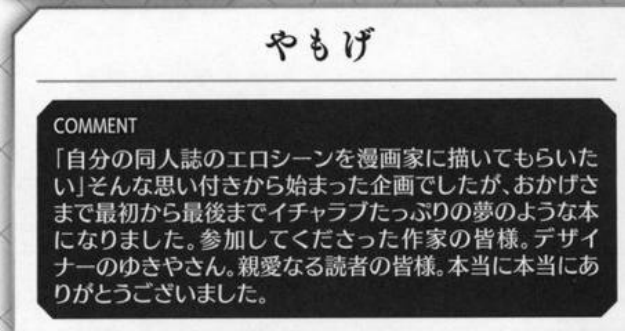 やもげ
COMMENT
「自分の同人誌のエロシーンを漫画家に描いてもらいた
い」そんな思い付きから始まった企画でしたが、おかげさ
まで最初から最後までイチャラブたっぷりの夢のような本
になりました。参加してくださった作家の皆様。デザイ
ナーのゆきやさん。親愛なる読者の皆様。本当に本当にあ
りがとうございました。